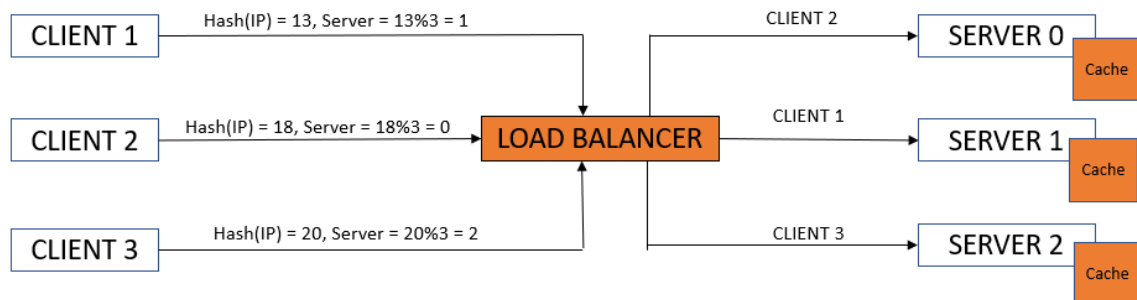 CLIENT 1
Hash(IP) = 13, Server = 13%3 = 1
CLIENT 2
SERVER 0
Cache
CLIENT 2
Hash(IP) = 18, Server = 18%3 = 0
LOAD BALANCER
CLIENT 1
SERVER 1
Cache
CLIENT 3
Hash(IP) = 20, Server = 20%3 = 2
CLIENT 3
SERVER 2
Cache